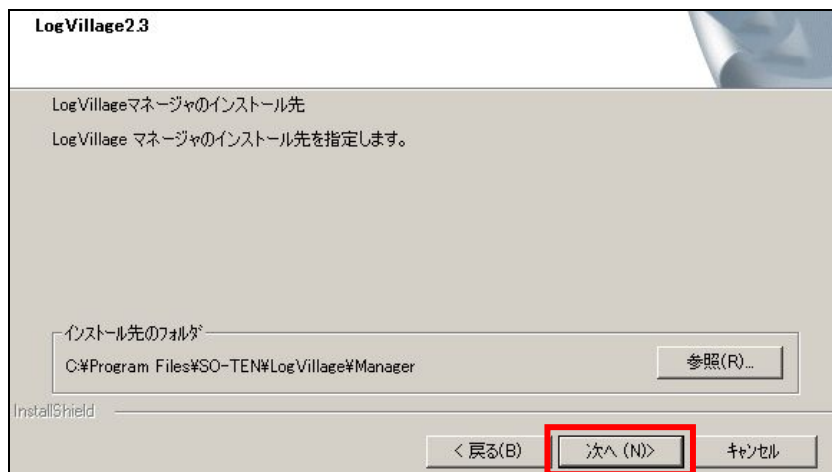 LogVillage2.3
LogVillageマネージャのインストール先
LogVillage マネージャのインストール先を指定します。
インストール先のフォルダ
C:¥Program Files¥SO-TEN¥LogVillage¥Manager
参照(R)...
InstallShield
< 戻る(B)
次へ (N)>
キャンセル